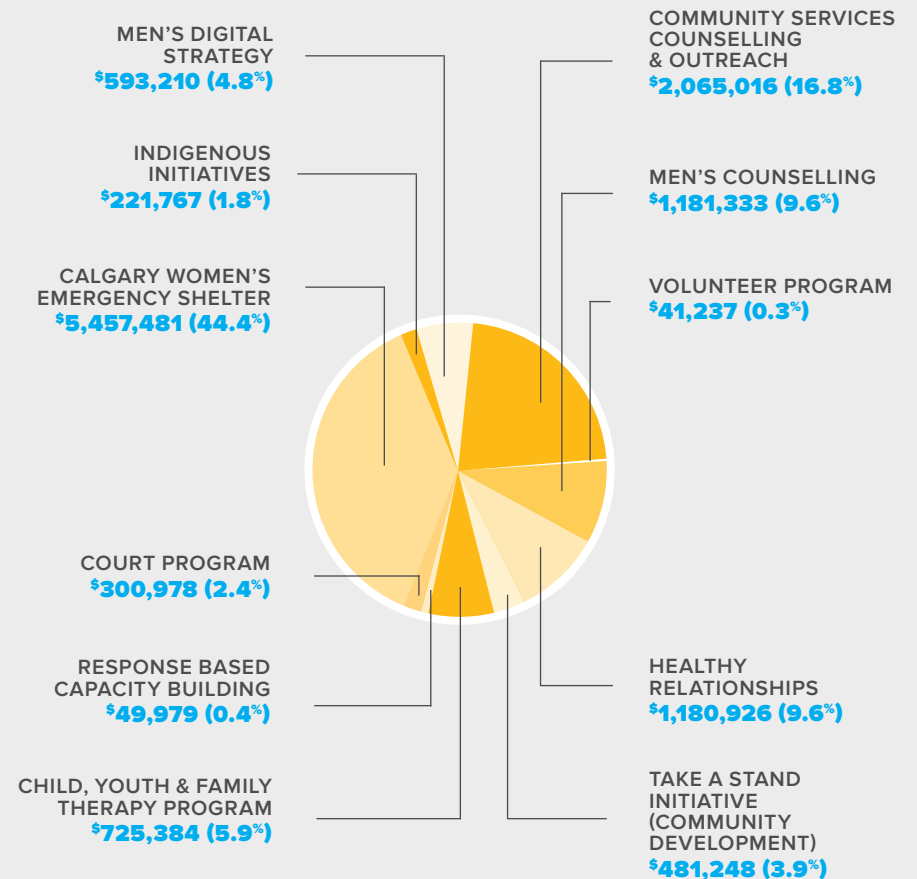 MEN’S DIGITAL
STRATEGY
$593,210 (4.8%)
INDIGENOUS
INITIATIVES
$221,767 (1.8%)
CALGARY WOMEN’S
EMERGENCY SHELTER
$5,457,481 (44.4%)
COURT PROGRAM
$300,978 (2.4%)
RESPONSE BASED
CAPACITY BUILDING
$49,979 (0.4%)
CHILD, YOUTH & FAMILY
THERAPY PROGRAM
$725,384 (5.9%)
COMMUNITY SERVICES
COUNSELLING
& OUTREACH
$2,065,016 (16.8%)
MEN’S COUNSELLING
$1,181,333 (9.6%)
VOLUNTEER PROGRAM
$41,237 (0.3%)
HEALTHY
RELATIONSHIPS
$1,180,926 (9.6%)
TAKE A STAND
INITIATIVE
(COMMUNITY
DEVELOPMENT)
$481,248 (3.9%)